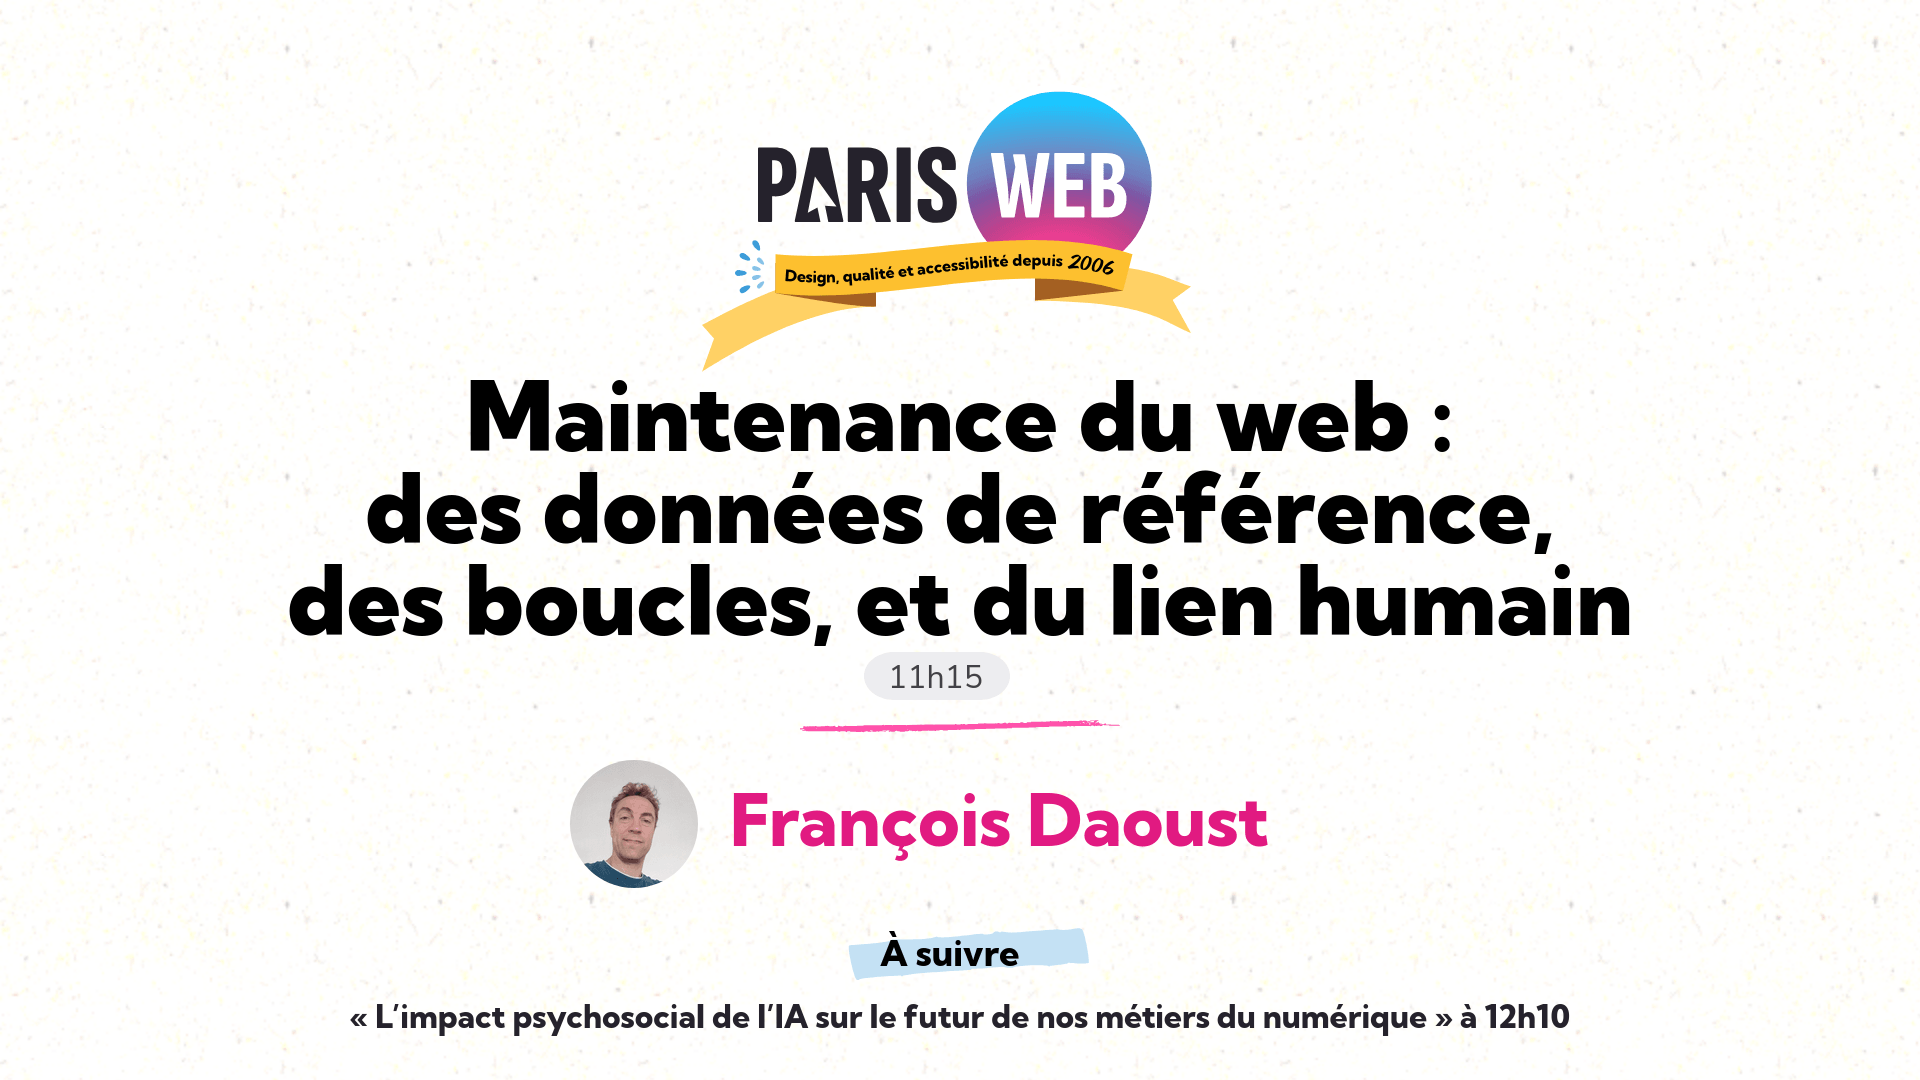 PARIS WEB
Design, qualité et accessibilité depuis 2006
Maintenance du web :
des données de référence,
des boucles, et du lien humain
11h15
François Daoust
À suivre
« L’impact psychosocial de l’IA sur le futur de nos métiers du numérique » à 12h10